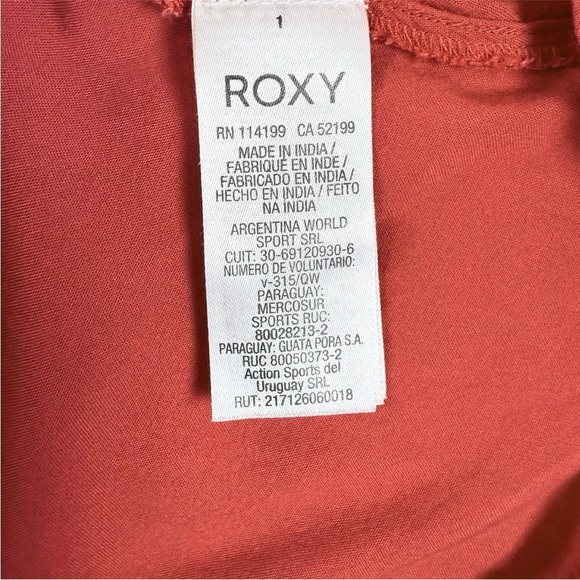 1
ROXY
RN 114199 CA 52199
MADE IN INDIA /
FABRIQUÉ EN INDE /
FABRICADO EN INDIA /
HECHO EN INDIA / FEITO
NA INDIA
ARGENTINA WORLD
SPORT SRL
CUIT: 30-69120930-6
NUMERO DE VOLUNTARIO:
v-315/QW
PARAGUAY:
MERCOSUR
SPORTS RUC:
80028213-2
PARAGUAY: GUATA PORA S.A.
RUC 80050373-2
Action Sports del
Uruguay SRL
RUT: 217126060018